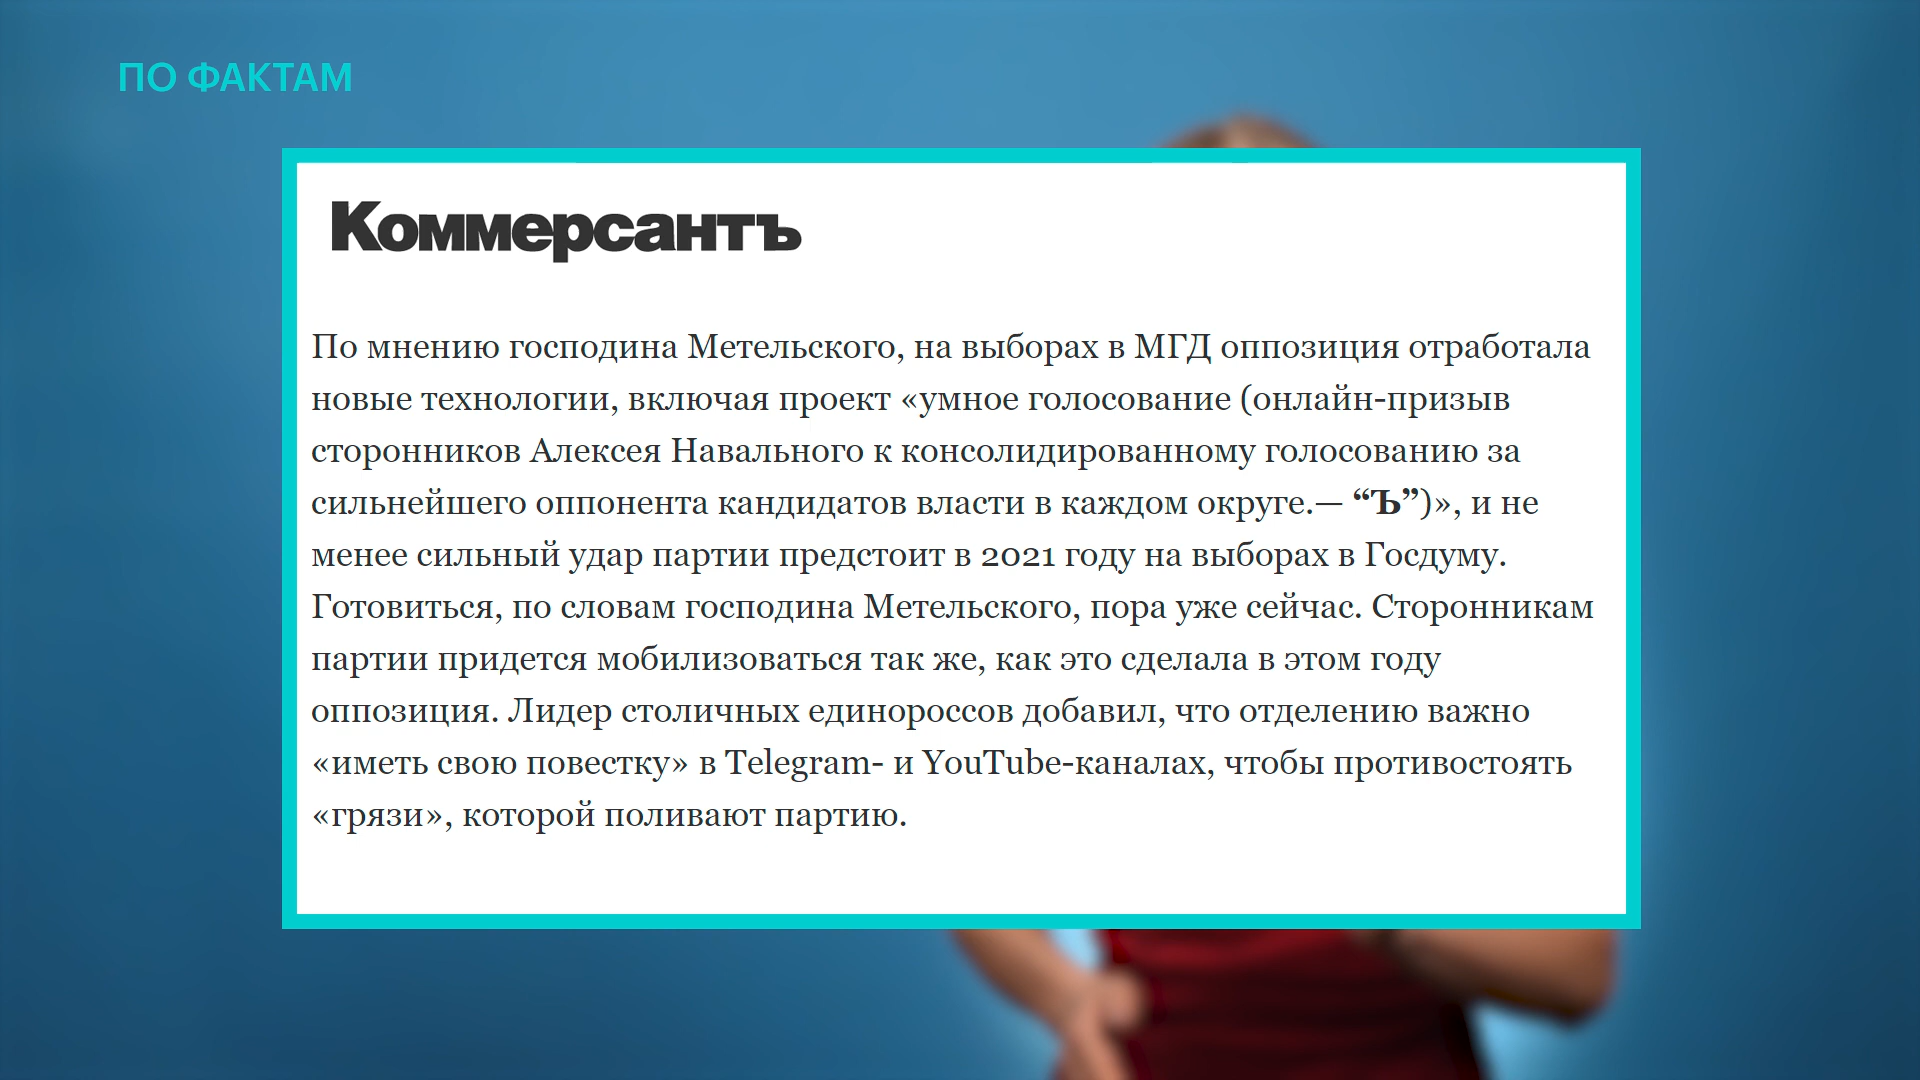 ПО ФАКТАМ
Коммерсантъ
По мнению господина Метельского, на выборах в МГД оппозиция отработала
новые технологии, включая проект «умное голосование (онлайн-призыв
сторонников Алексея Навального к консолидированному голосованию за
сильнейшего оппонента кандидатов власти в каждом округе.— “Ъ”)», и не
менее сильный удар партии предстоит в 2021 году на выборах в Госдуму.
Готовиться, по словам господина Метельского, пора уже сейчас. Сторонникам
партии придется мобилизоваться так же, как это сделала в этом году
оппозиция. Лидер столичных единороссов добавил, что отделению важно
«иметь свою повестку» в Telegram- и YouTube-каналах, чтобы противостоять
«грязи», которой поливают партию.